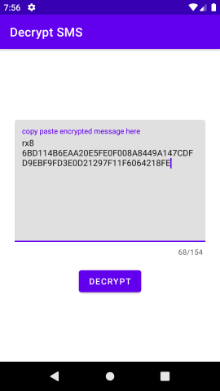 7:56
Decrypt SMS
copy paste encrypted message here
rx8
6BD114B6EAA20E5FE0F008A8449A147CDF
D9EBF9FD3E0D21297F11F6064218FE
68/154
DECRYPT